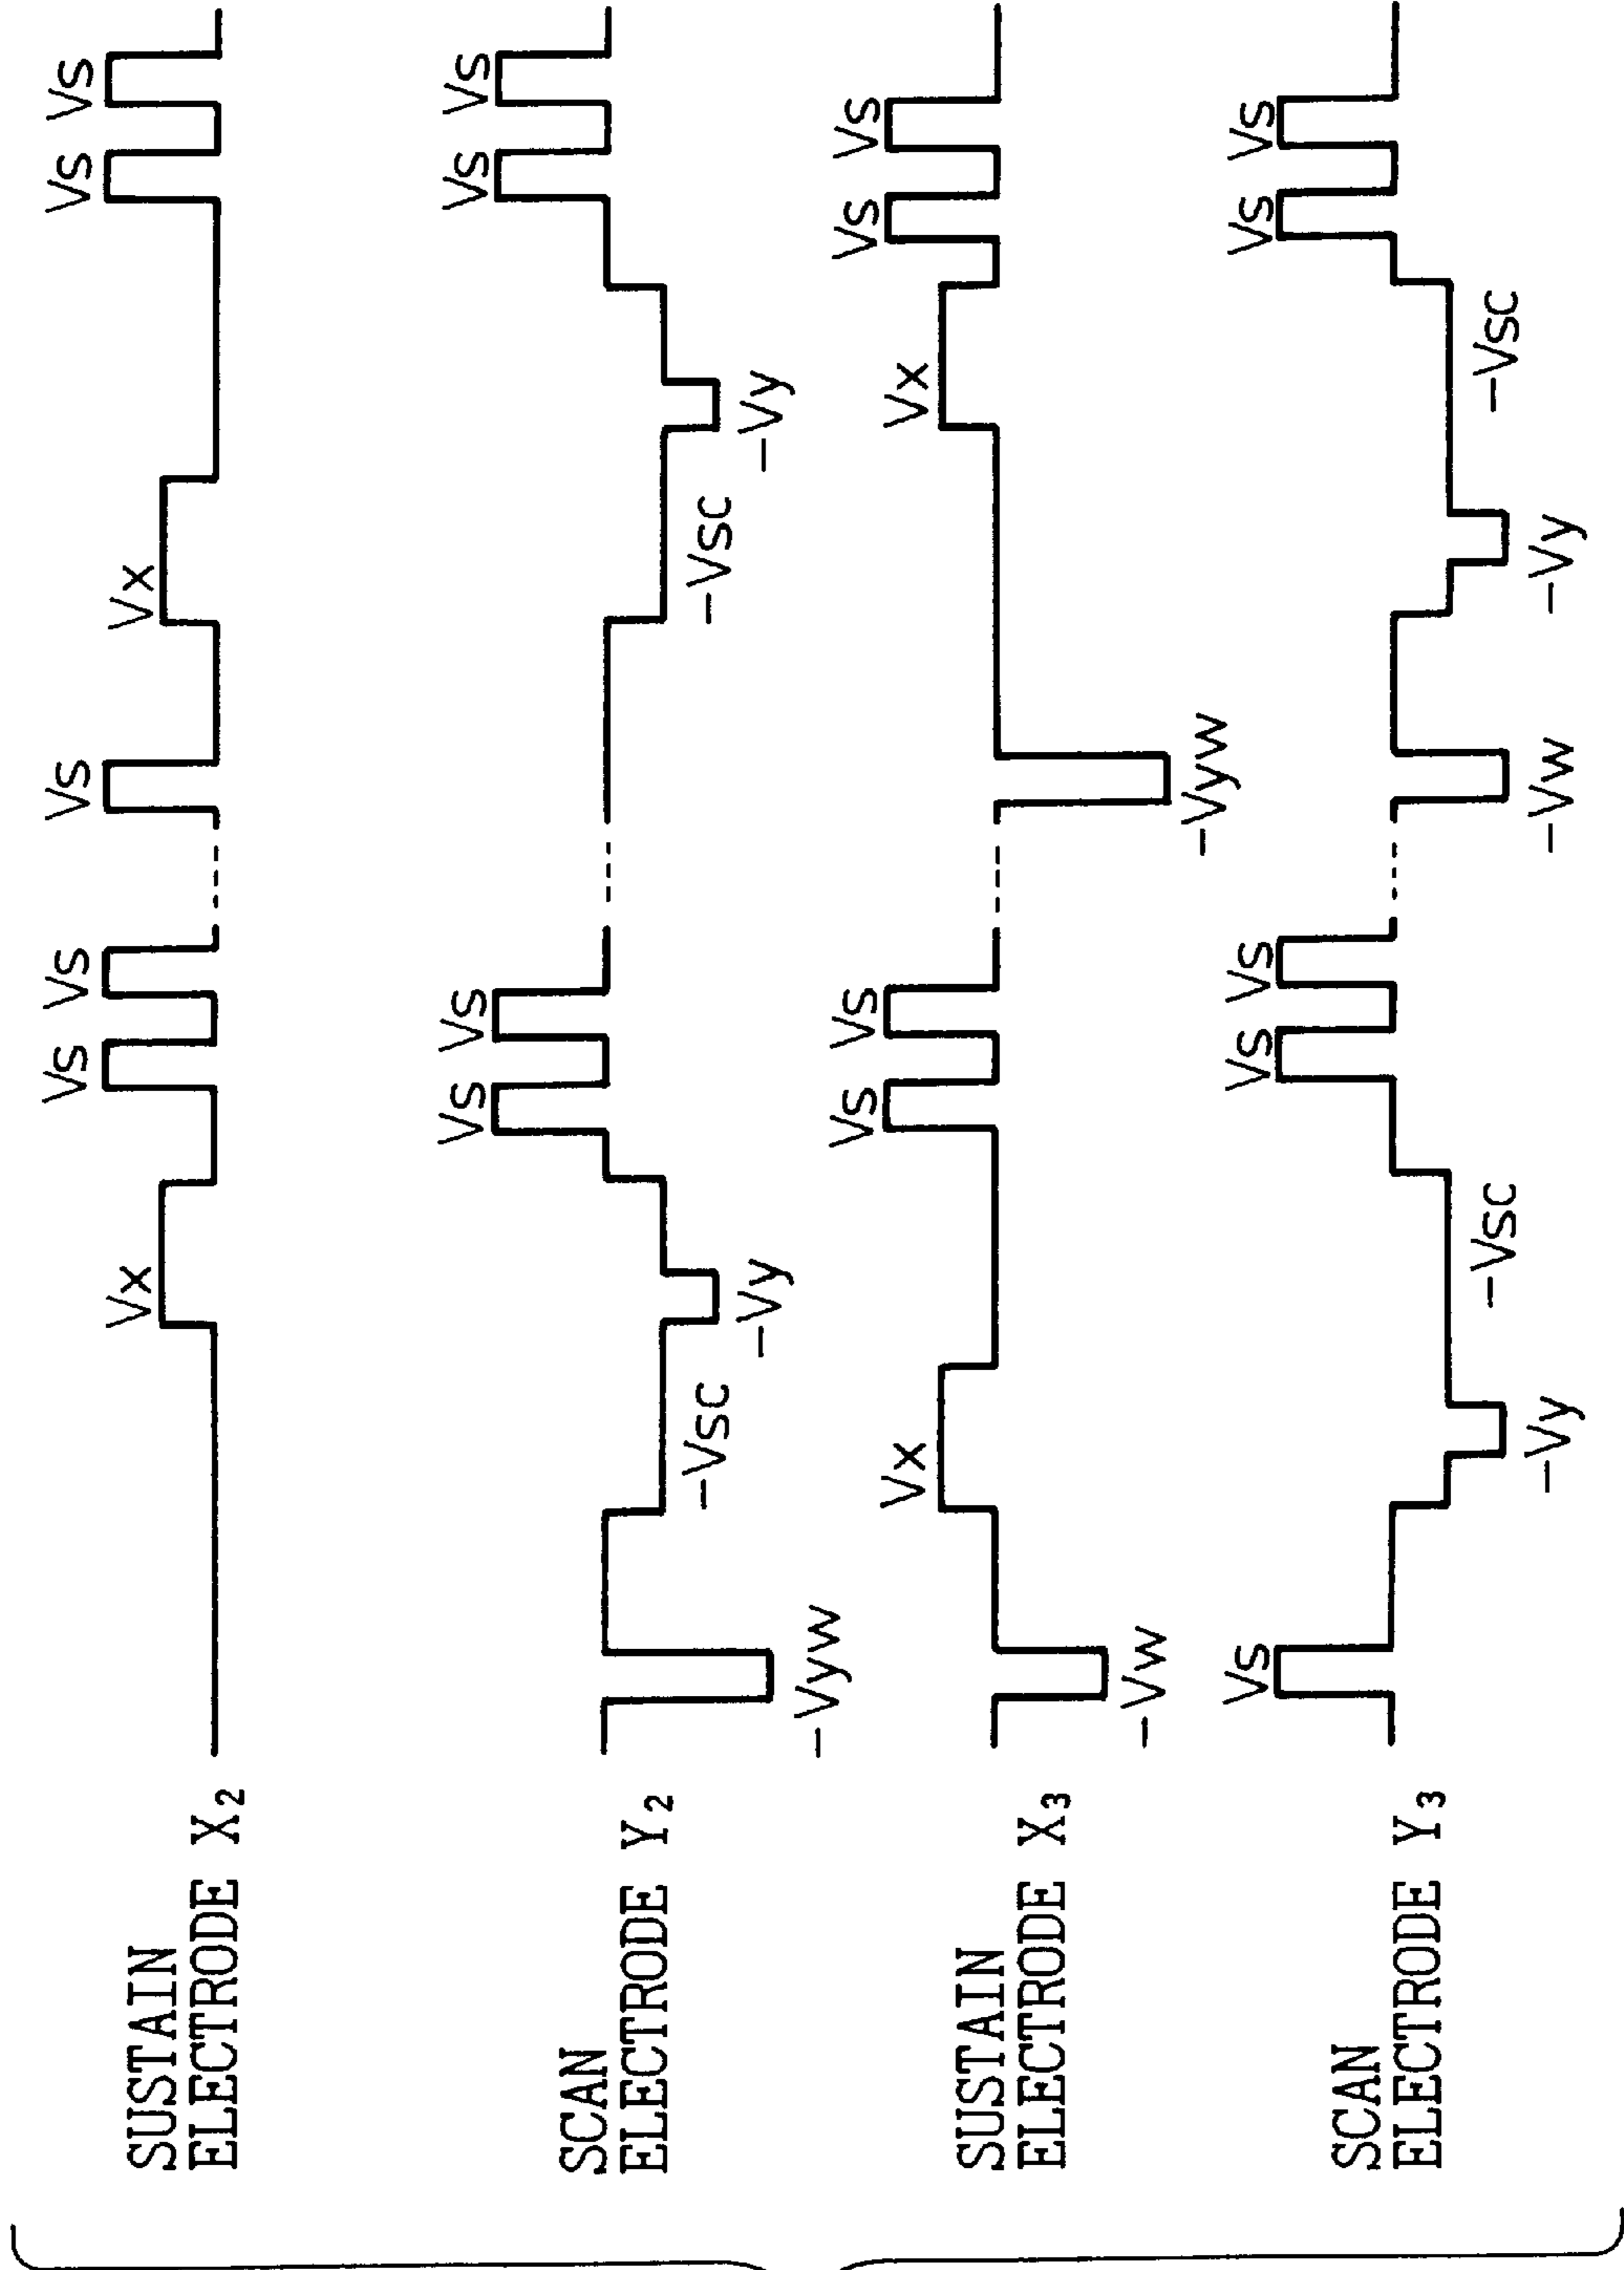 SUSTAIN
ELECTRODE X2
Vx
Vs
Vs
Vs
Vx
Vs
Vs
SCAN
ELECTRODE Y2
-Vyw
-Vsc
-Vy
Vs
Vs
-Vsc
-Vy
Vs
Vs
SUSTAIN
ELECTRODE X3
-Vw
Vx
Vs
Vs
-Vyw
Vx
Vs
Vs
SCAN
ELECTRODE Y3
Vs
-Vy
-Vsc
Vs
Vs
-Vw
-Vy
-Vsc
Vs
Vs